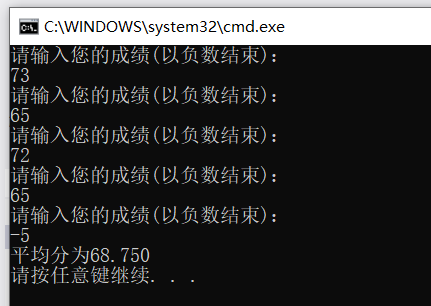 C:\WINDOWS\system32\cmd.exe
请输入您的成绩(以负数结束):
73
请输入您的成绩(以负数结束):
65
请输入您的成绩(以负数结束):
72
请输入您的成绩(以负数结束):
65
请输入您的成绩(以负数结束):
-5
平均分为68.750
请按任意键继续. . .